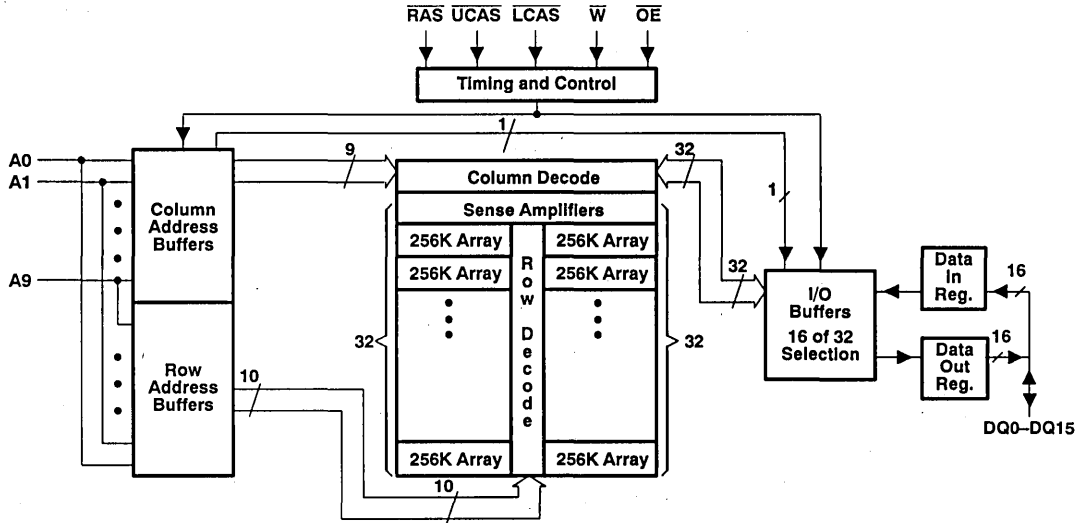 RAS UCAS LCAS W OE
Timing and Control
1
A0
A1
A9
Column
Address
Buffers
Row
Address
Buffers
9
10
10
Column Decode
32
Sense Amplifiers
256K Array 256K Array
256K Array 256K Array
Row Decode
32 32
256K Array 256K Array
1
32
I/O
Buffers
16 of 32
Selection
Data
In
Reg.
16
Data
Out
Reg.
16
DQ0–DQ15